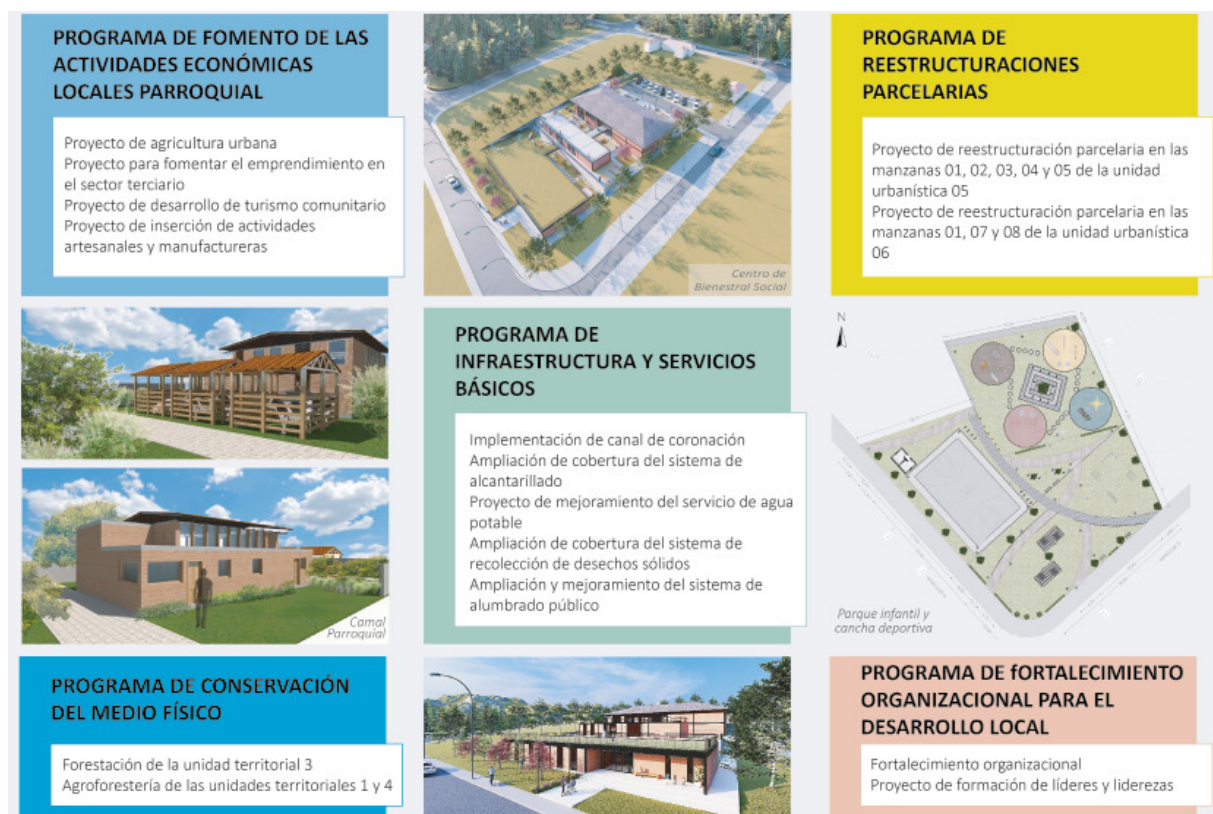 PROGRAMA DE FOMENTO DE LAS
ACTIVIDADES ECONÓMICAS
LOCALES PARROQUIAL
Proyecto de agricultura urbana
Proyecto para fomentar el emprendimiento en
el sector terciario
Proyecto de desarrollo de turismo comunitario
Proyecto de inserción de actividades
artesanales y manufactureras
Centro de
Bienestral Social
PROGRAMA DE
REESTRUCTURACIONES
PARCELARIAS
Proyecto de reestructuración parcelaria en las
manzanas 01, 02, 03, 04 y 05 de la unidad
urbanística 05
Proyecto de reestructuración parcelaria en las
manzanas 01, 07 y 08 de la unidad urbanística
06
Camal
Parroquial
PROGRAMA DE
INFRAESTRUCTURA Y SERVICIOS
BÁSICOS
Implementación de canal de coronación
Ampliación de cobertura del sistema de
alcantarillado
Proyecto de mejoramiento del servicio de agua
potable
Ampliación de cobertura del sistema de
recolección de desechos sólidos
Ampliación y mejoramiento del sistema de
alumbrado público
N
Parque infantil y
cancha deportiva
PROGRAMA DE CONSERVACIÓN
DEL MEDIO FÍSICO
Forestación de la unidad territorial 3
Agroforestería de las unidades territoriales 1 y 4
PROGRAMA DE fORTALECIMIENTO
ORGANIZACIONAL PARA EL
DESARROLLO LOCAL
Fortalecimiento organizacional
Proyecto de formación de líderes y liderezas